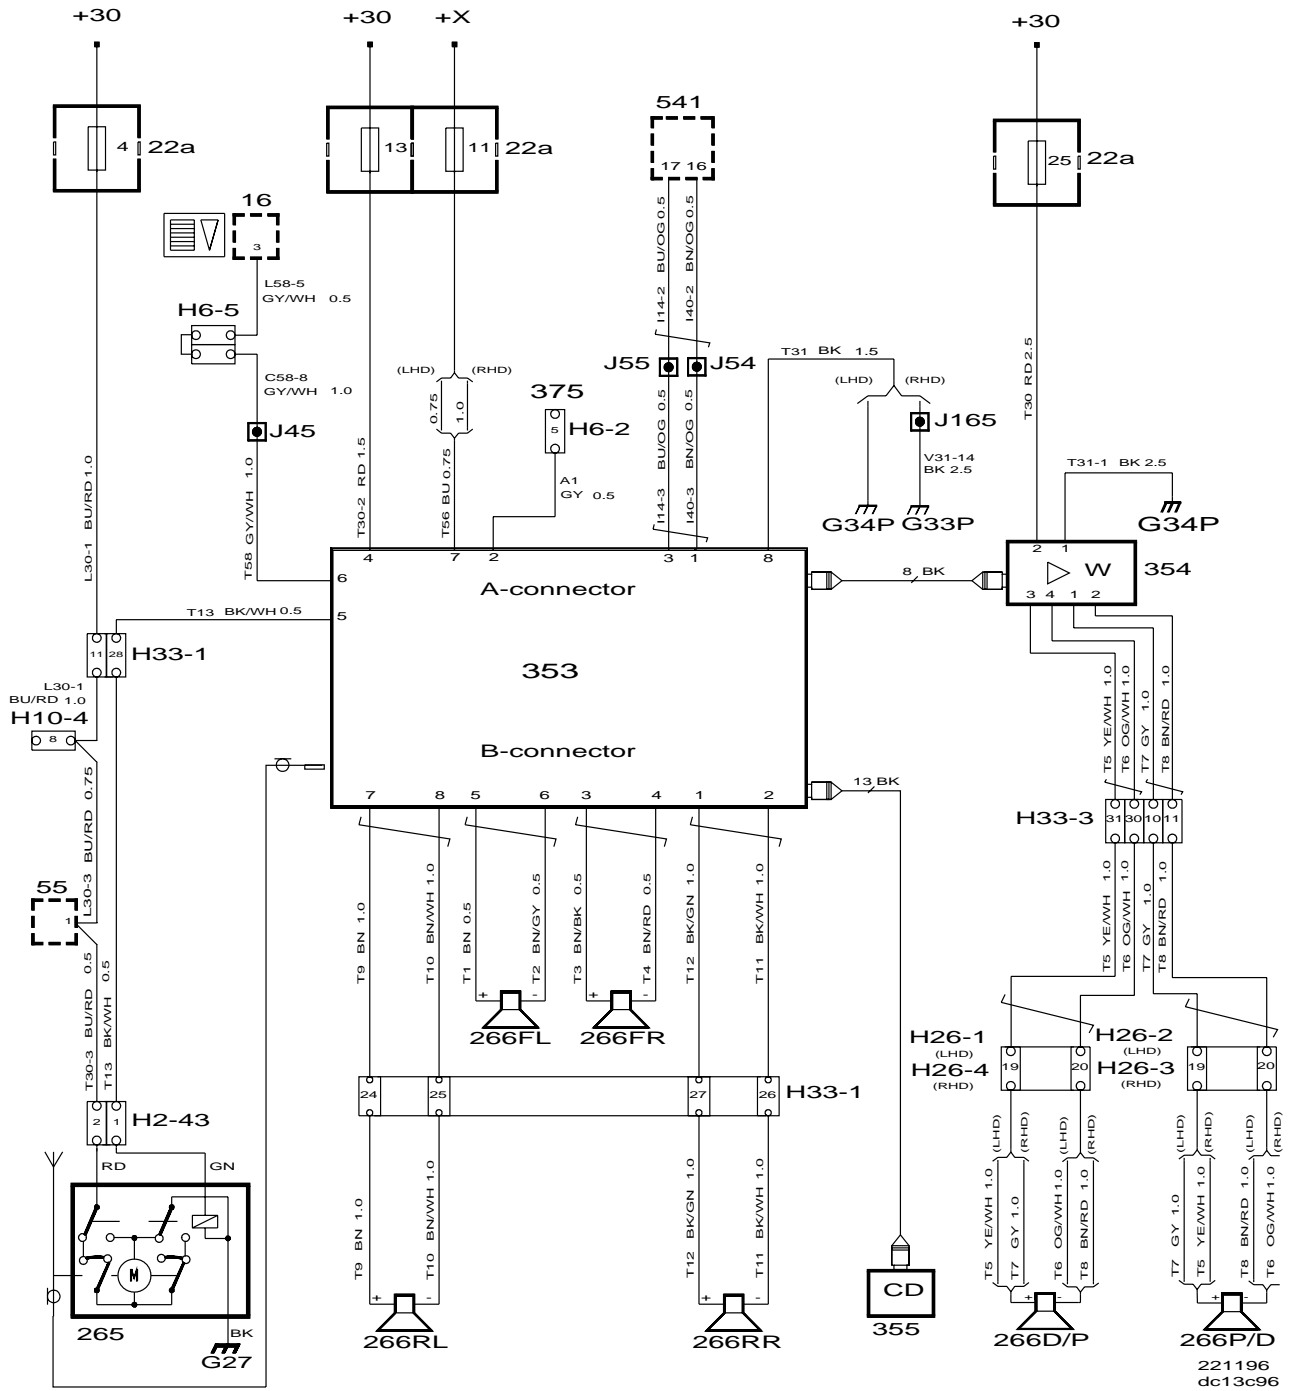 +30
+30
+X
+30
4
22a
13
11
22a
541
17 16
25
22a
16
3
L58-5
GY/WH 0.5
H6-5
C58-8
GY/WH 1.0
J45
T58 GY/WH 1.0
L30-1 BU/RD 1.0
T30-2 RD 1.5
(LHD)
(RHD)
0.75
1.0
T56 BU 0.75
375
5
H6-2
A1
GY 0.5
I14-2 BU/OG 0.5
I40-2 BN/OG 0.5
J55
J54
I14-3 BU/OG 0.5
I40-3 BN/OG 0.5
T31 BK 1.5
(LHD)
(RHD)
J165
V31-14
BK 2.5
G34P
G33P
T30 RD 2.5
T31-1 BK 2.5
G34P
4
7
2
3
1
8
6
5
A-connector
353
B-connector
8 BK
2
1
W
354
3
4
1
2
T13 BK/WH 0.5
11
28
H33-1
L30-1
BU/RD 1.0
H10-4
8
L30-3 BU/RD 0.75
55
1
T30-3 BU/RD 0.5
T13 BK/WH 0.5
2
1
H2-43
RD
GN
M
265
BK
G27
7
8
5
6
3
4
1
2
13 BK
T9 BN 1.0
T10 BN/WH 1.0
T1 BN 0.5
T2 BN/GY 0.5
T3 BN/BK 0.5
T4 BN/RD 0.5
T12 BK/GN 1.0
T11 BK/WH 1.0
+
-
266FL
+
-
266FR
24
25
27
26
H33-1
T9 BN 1.0
T10 BN/WH 1.0
T12 BK/GN 1.0
T11 BK/WH 1.0
+
-
266RL
+
-
266RR
CD
355
T5 YE/WH 1.0
T6 OG/WH 1.0
T7 GY 1.0
T8 BN/RD 1.0
H33-3
31
30
10
11
T5 YE/WH 1.0
T6 OG/WH 1.0
T7 GY 1.0
T8 BN/RD 1.0
H26-1
(LHD)
H26-4
(RHD)
19
20
H26-2
(LHD)
H26-3
(RHD)
19
20
(LHD)
(RHD)
(LHD)
(RHD)
(LHD)
(RHD)
(LHD)
(RHD)
T5 YE/WH 1.0
T7 GY 1.0
T6 OG/WH 1.0
T8 BN/RD 1.0
T7 GY 1.0
T5 YE/WH 1.0
T8 BN/RD 1.0
T6 OG/WH 1.0
+
-
266D/P
+
-
266P/D
221196
dc13c96